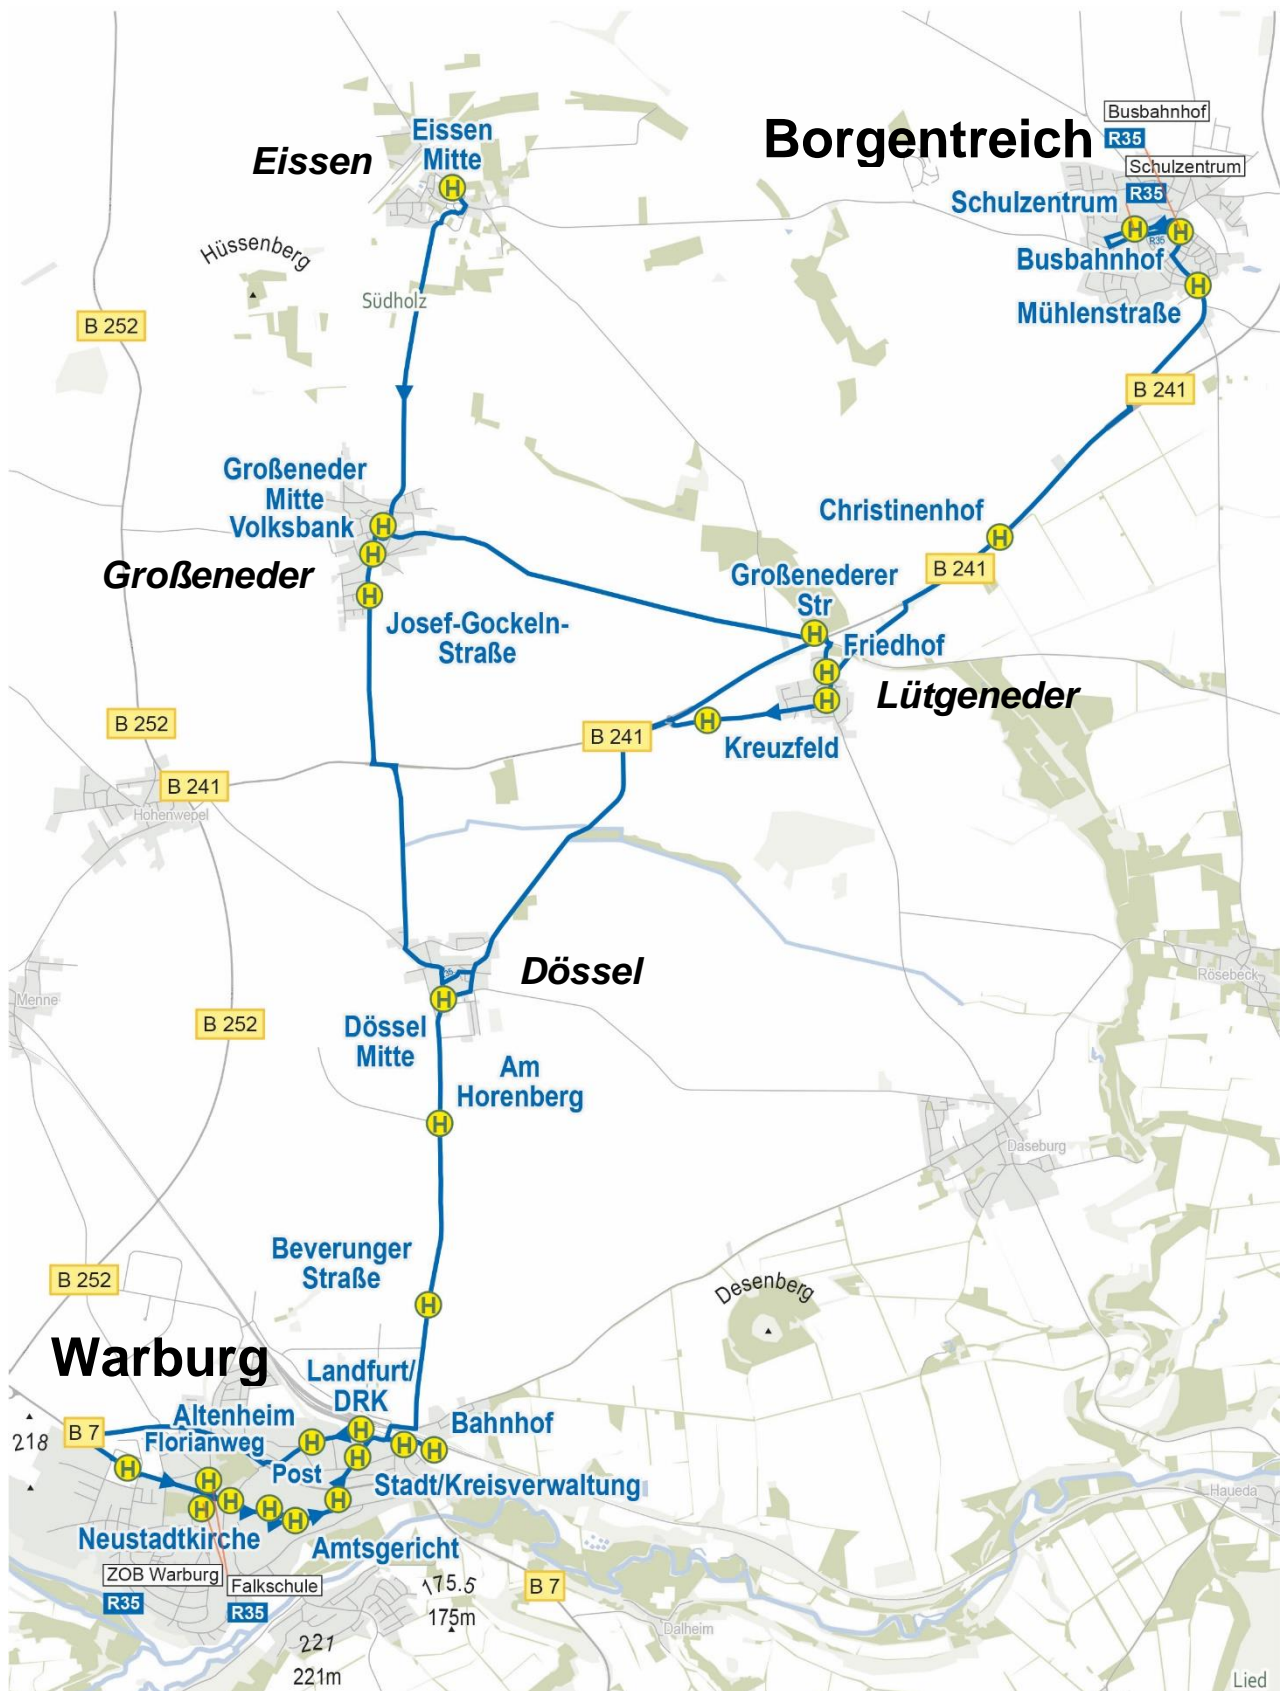 Borgentreich
Busbahnhof
R35
Schulzentrum
R35
Eissen
Mitte
Eissen
Schulzentrum
R35
Busbahnhof
Mühlenstraße
Hüssenberg
Südholz
B 252
B 241
Großeneder
Mitte
Volksbank
Großeneder
Christinenhof
B 241
Großenederer
Str
Josef-Gockeln-
Straße
Friedhof
Lütgeneder
B 252
B 241
Kreuzfeld
B 241
Hohenwepel
Dössel
Rösebeck
Menne
B 252
Dössel
Mitte
Am
Horenberg
Daseburg
Beverunger
Straße
B 252
Desenberg
Warburg
Landfurt/
DRK
Altenheim
Florianweg
Bahnhof
B 7
218
Post
Stadt/Kreisverwaltung
Haueda
Neustadtkirche
Amtsgericht
ZOB Warburg
R35
Falkschule
R35
175.5
175m
B 7
Dalheim
221
221m
Lied